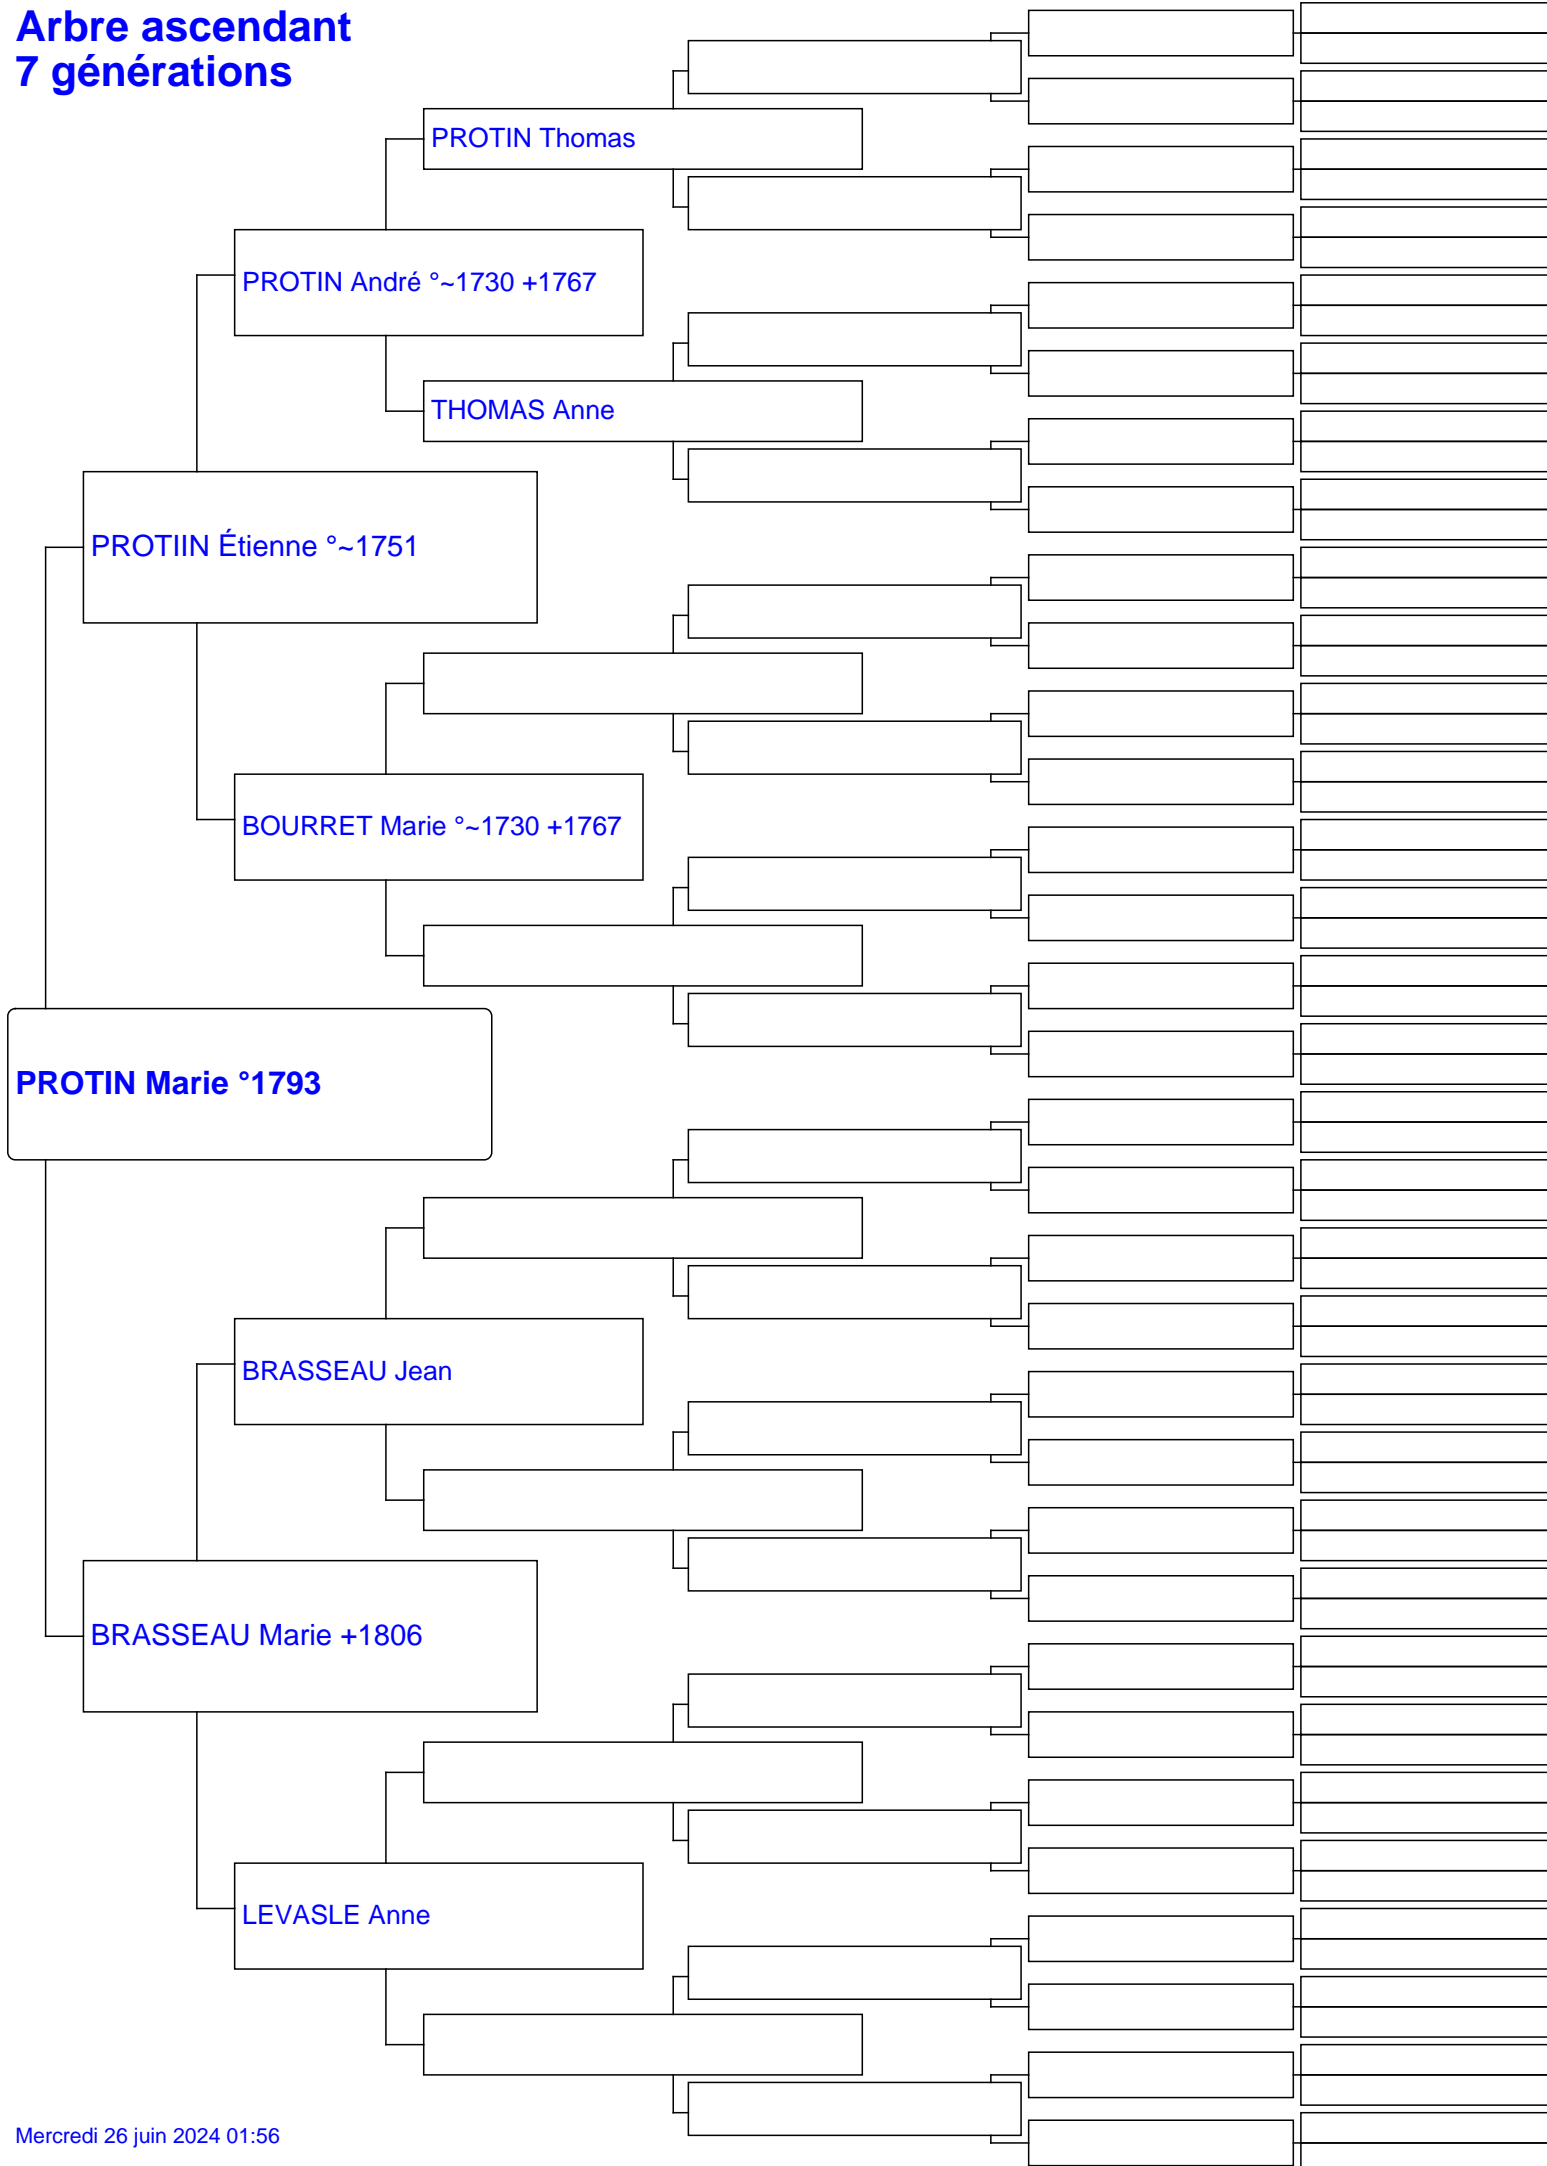 Arbre ascendant
7 générations
PROTIN Thomas
PROTIN André °~1730 +1767
THOMAS Anne
PROTIIN Étienne °~1751
BOURRET Marie °~1730 +1767
PROTIN Marie °1793
BRASSEAU Jean
BRASSEAU Marie +1806
LEVASLE Anne
Mercredi 26 juin 2024 01:56